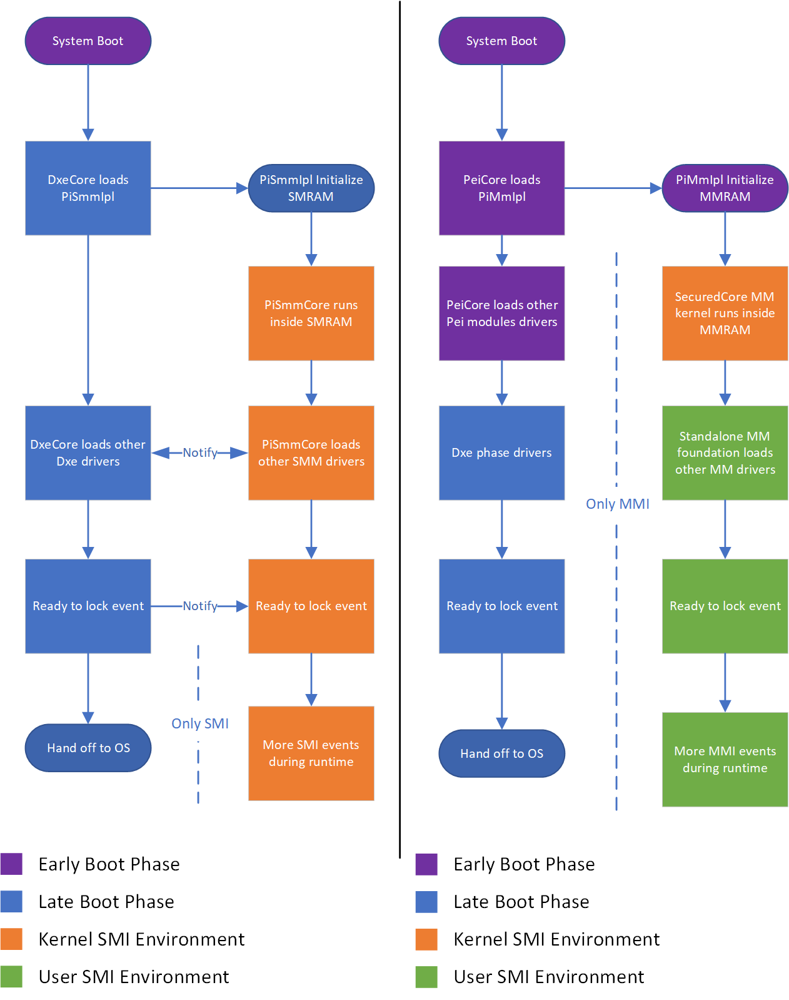 System Boot
DxeCore loads
PiSmmIpl
PiSmmIpl Initialize
SMRAM
PiSmmCore runs
inside SMRAM
DxeCore loads other
Dxe drivers
Notify
PiSmmCore loads
other SMM drivers
Ready to lock event
Notify
Ready to lock event
Only SMI
Hand off to OS
More SMI events
during runtime
Early Boot Phase
Late Boot Phase
Kernel SMI Environment
User SMI Environment
System Boot
PeiCore loads
PiMmIpl
PiMmIpl Initialize
MMRAM
PeiCore loads other
Pei modules drivers
SecuredCore MM
kernel runs inside
MMRAM
Dxe phase drivers
Standalone MM
foundation loads
other MM drivers
Only MMI
Ready to lock event
Ready to lock event
Hand off to OS
More MMI events
during runtime
Early Boot Phase
Late Boot Phase
Kernel SMI Environment
User SMI Environment